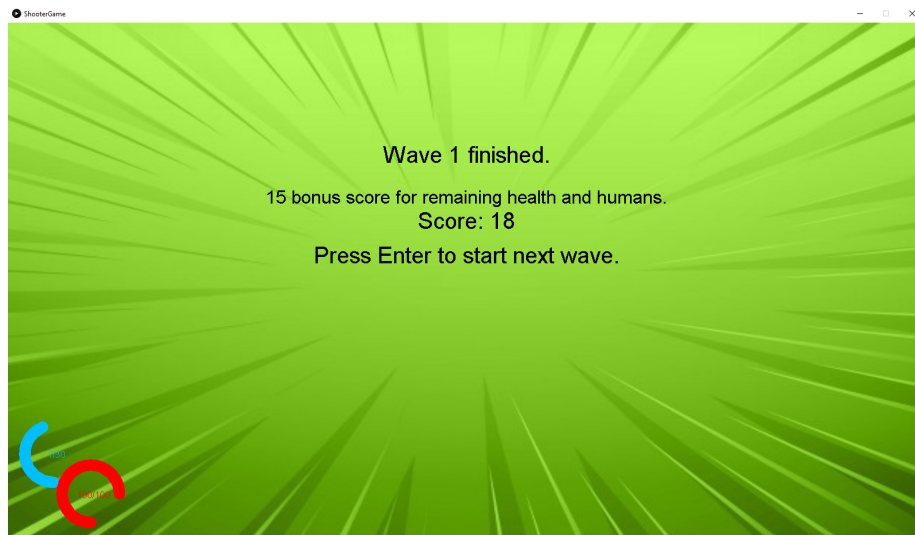 ShooterGame
Wave 1 finished.
15 bonus score for remaining health and humans.
Score: 18
Press Enter to start next wave.